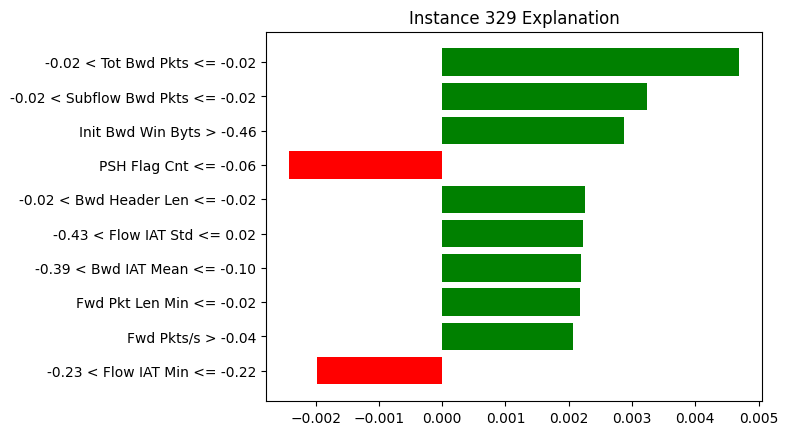 Instance 329 Explanation
-0.02 < Tot Bwd Pkts <= -0.02
-0.02 < Subflow Bwd Pkts <= -0.02
Init Bwd Win Byts > -0.46
PSH Flag Cnt <= -0.06
-0.02 < Bwd Header Len <= -0.02
-0.43 < Flow IAT Std <= 0.02
-0.39 < Bwd IAT Mean <= -0.10
Fwd Pkt Len Min <= -0.02
Fwd Pkts/s > -0.04
-0.23 < Flow IAT Min <= -0.22
−0.002 −0.001 0.000 0.001 0.002 0.003 0.004 0.005